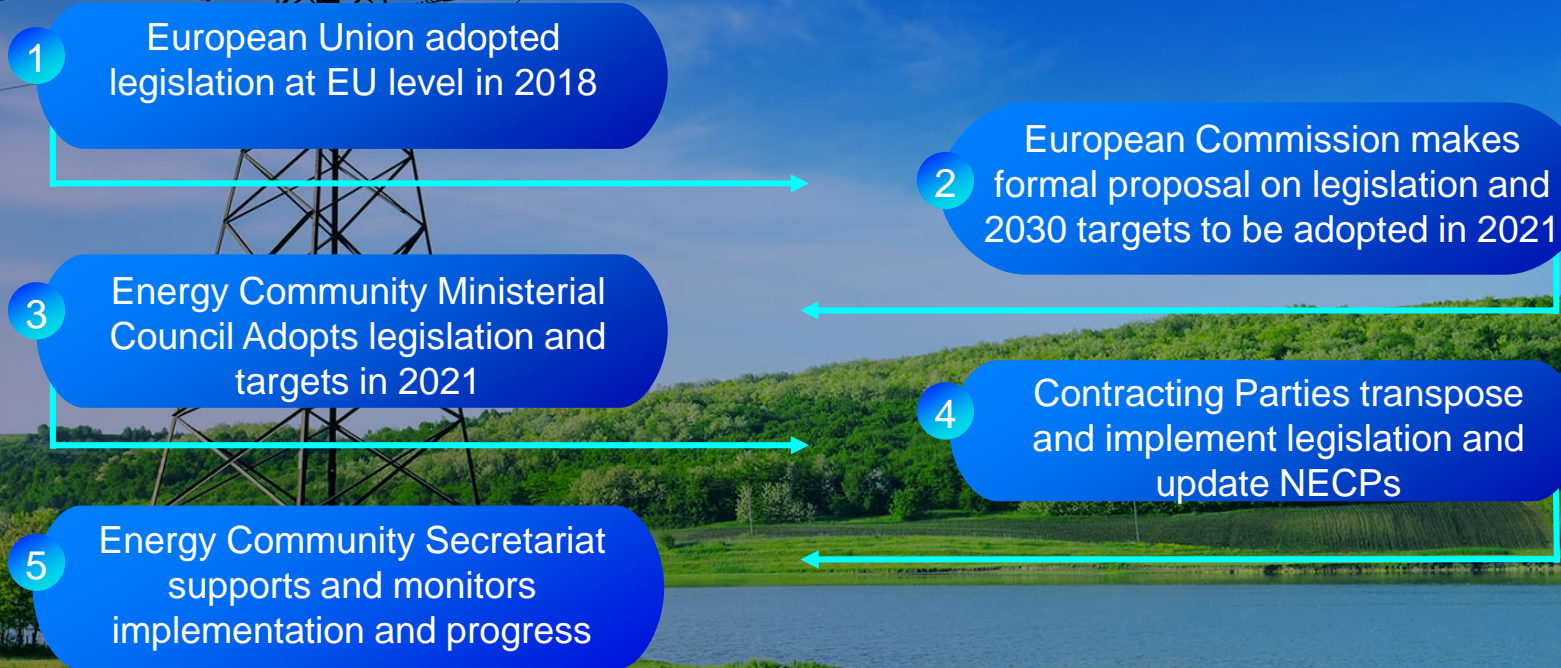 1
European Union adopted
legislation at EU level in 2018
2
European Commission makes
formal proposal on legislation and
2030 targets to be adopted in 2021
3
Energy Community Ministerial
Council Adopts legislation and
targets in 2021
4
Contracting Parties transpose
and implement legislation and
update NECPs
5
Energy Community Secretariat
supports and monitors
implementation and progress